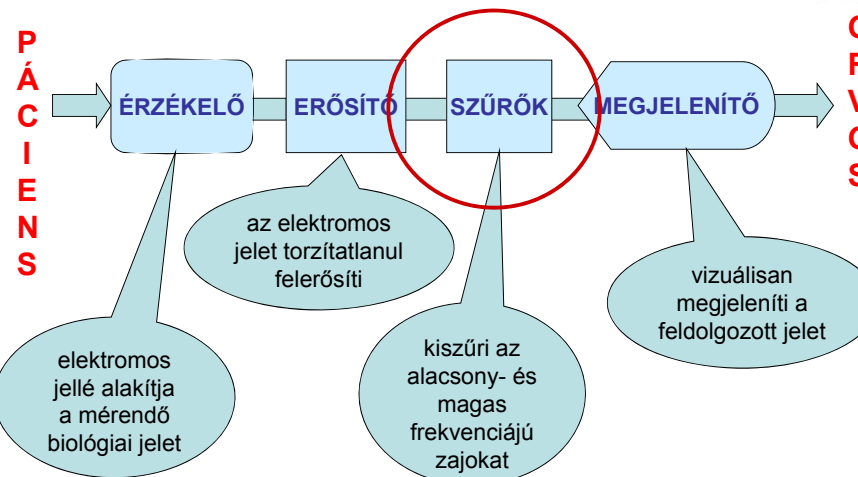 PÁCIENS
ÉRZÉKELŐ
ERŐSÍTŐ
SZŰRŐK
MEGJELENÍTŐ
az elektromos
jelet torzítatlanul
felerősíti
vizuálisan
megjeleníti a
feldolgozott jelet
elektromos
jellé alakítja
a mérendő
biológiai jelet
kiszűri az
alacsony- és
magas
frekvenciájú
zajokat